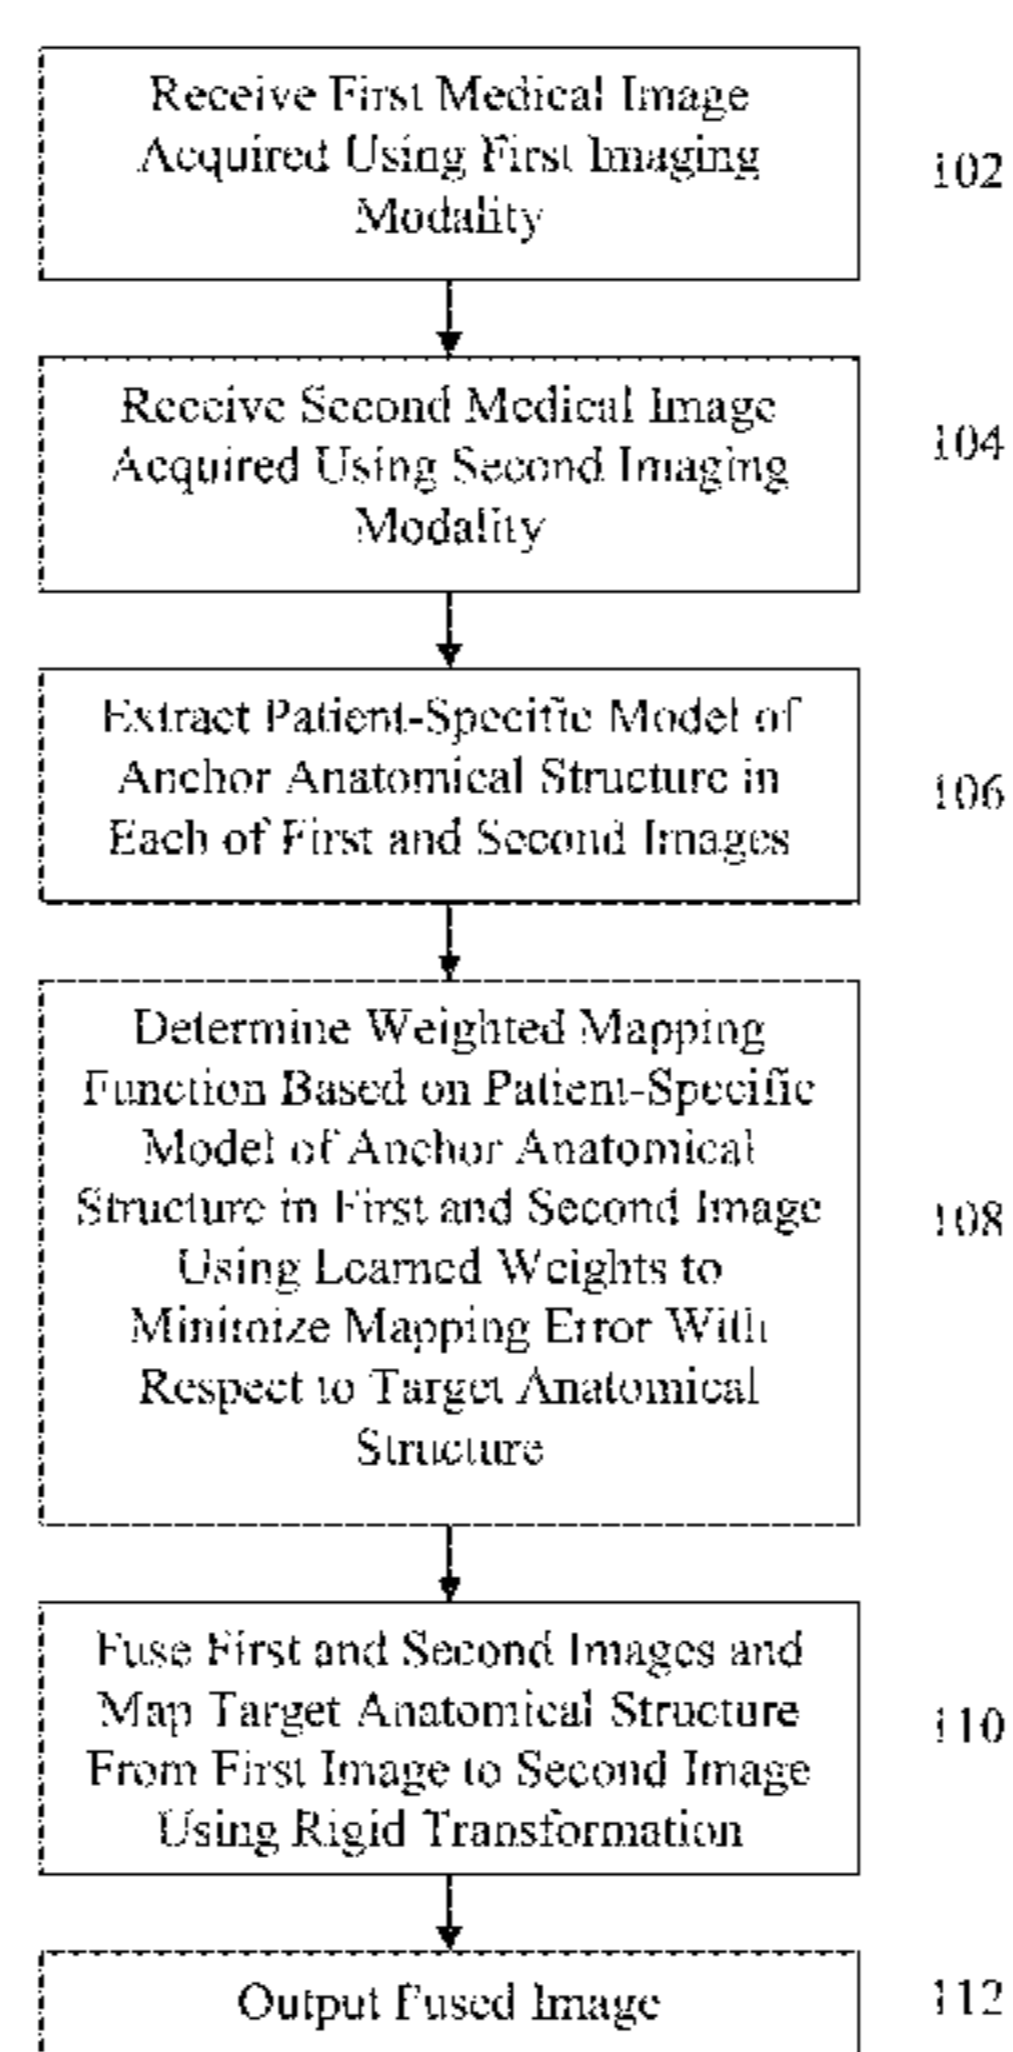 Receive First Medical Image
Acquired Using First Imaging
Modality
102
Receive Second Medical Image
Acquired Using Second Imaging
Modality
104
Extract Patient-Specific Model of
Anchor Anatomical Structure in
Each of First and Second Images
106
Determine Weighted Mapping
Function Based on Patient-Specific
Model of Anchor Anatomical
Structure in First and Second Image
Using Learned Weights to
Minimize Mapping Error With
Respect to Target Anatomical
Structure
108
Fuse First and Second Images and
Map Target Anatomical Structure
From First Image to Second Image
Using Rigid Transformation
110
Output Fused Image
112